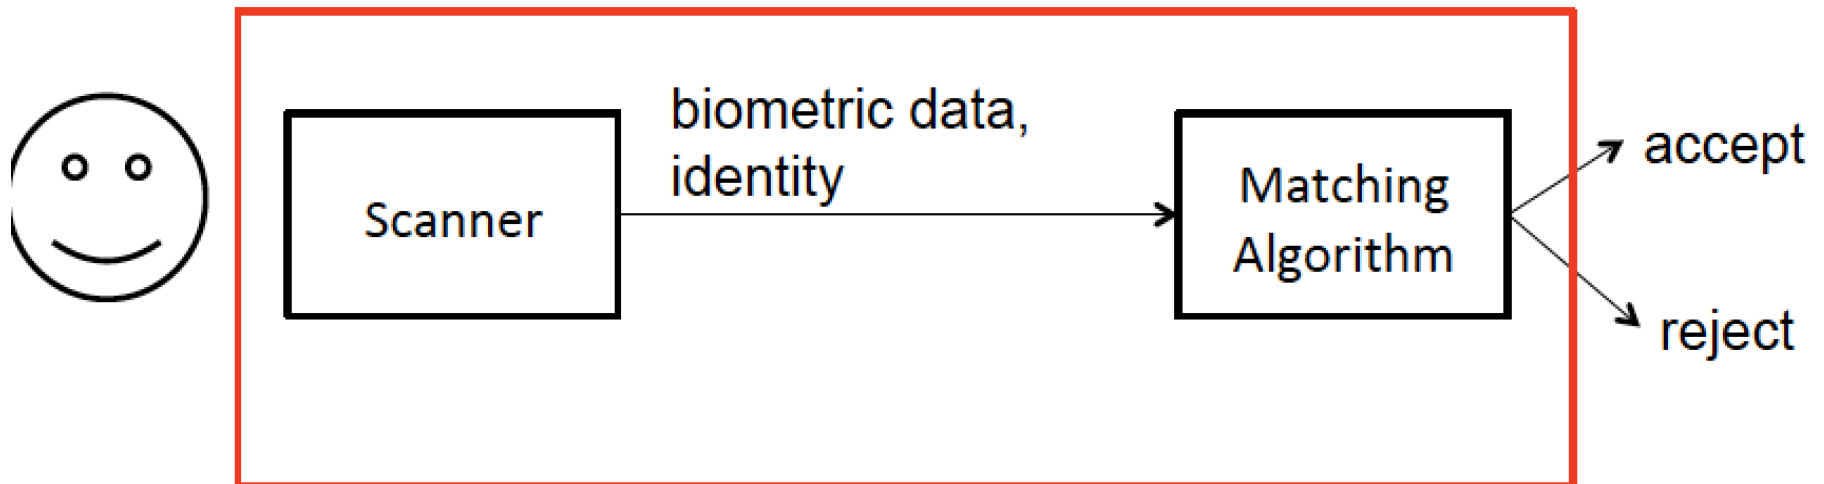 Scanner
biometric data,
identity
Matching
Algorithm
accept
reject